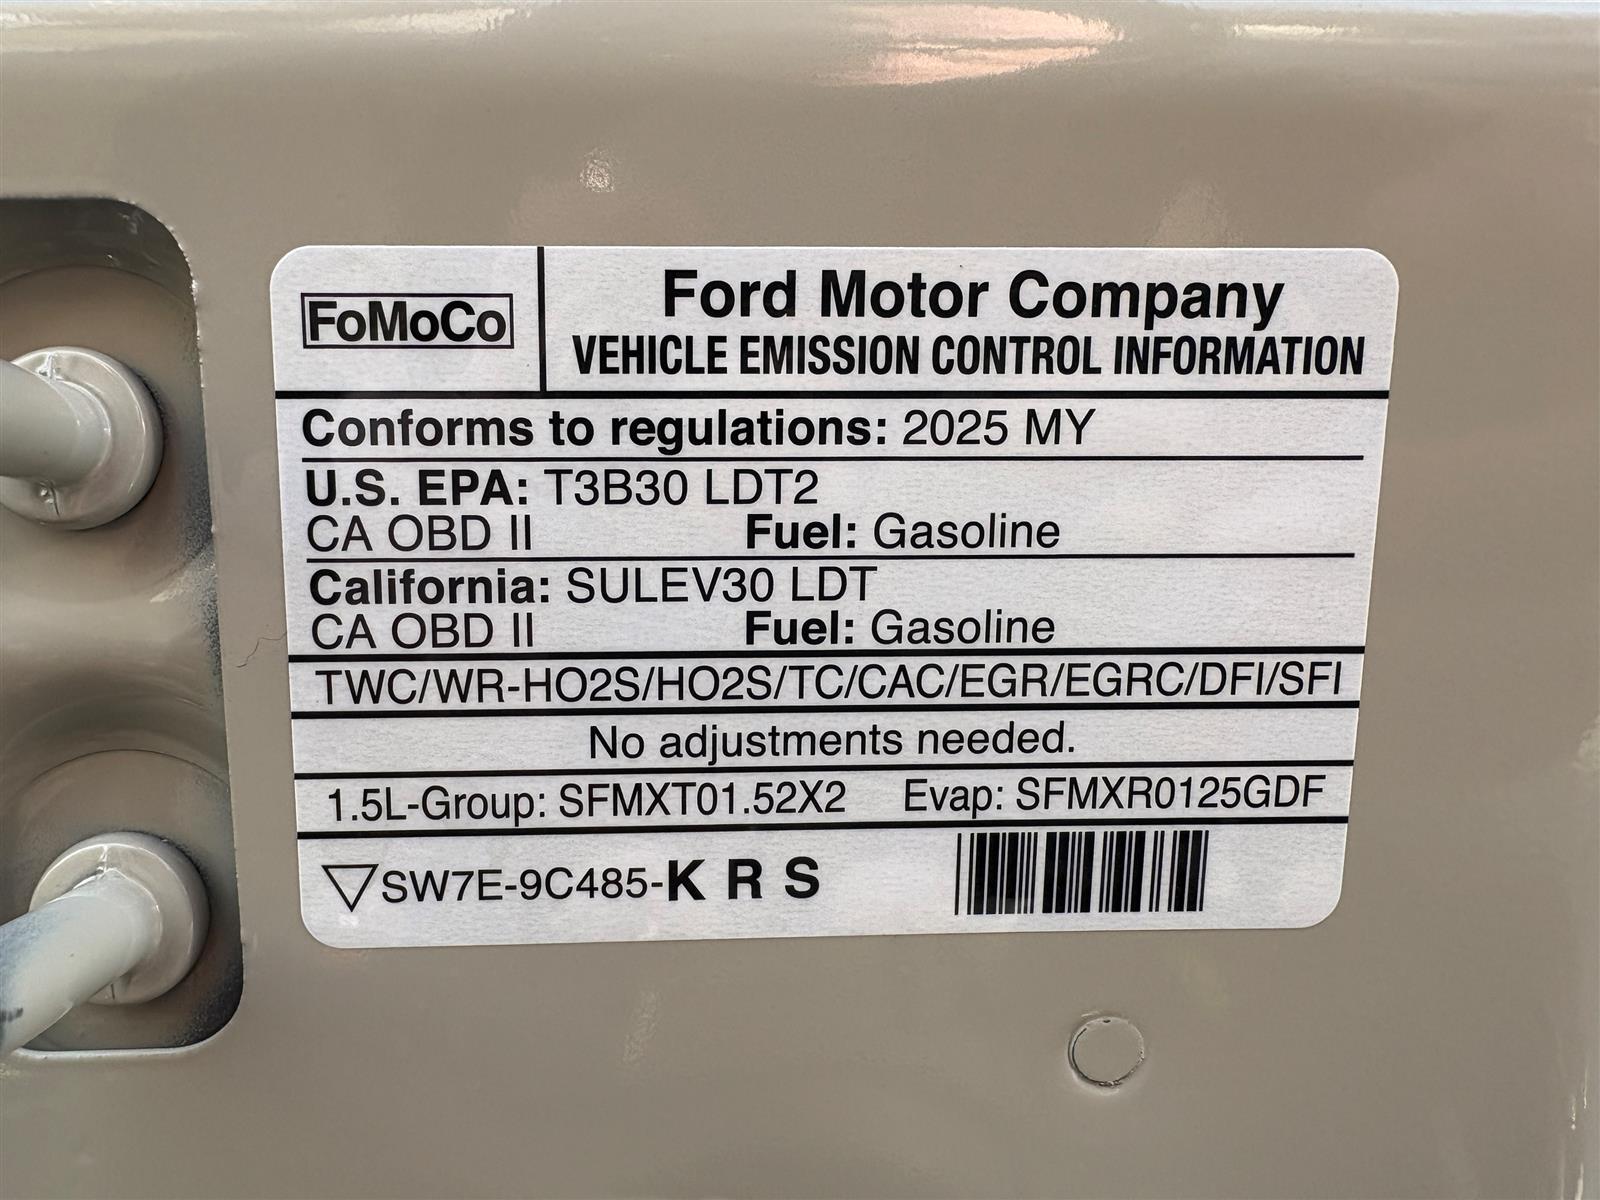 FoMoCo
Ford Motor Company
VEHICLE EMISSION CONTROL INFORMATION
Conforms to regulations: 2025 MY
U.S. EPA: T3B30 LDT2
CA OBD II Fuel: Gasoline
California: SULEV30 LDT
CA OBD II Fuel: Gasoline
TWC/WR-HO2S/HO2S/TC/CAC/EGR/EGRC/DFI/SFI
No adjustments needed.
1.5L-Group: SFMXT01.52X2 Evap: SFMXR0125GDF
SW7E-9C485-K R S